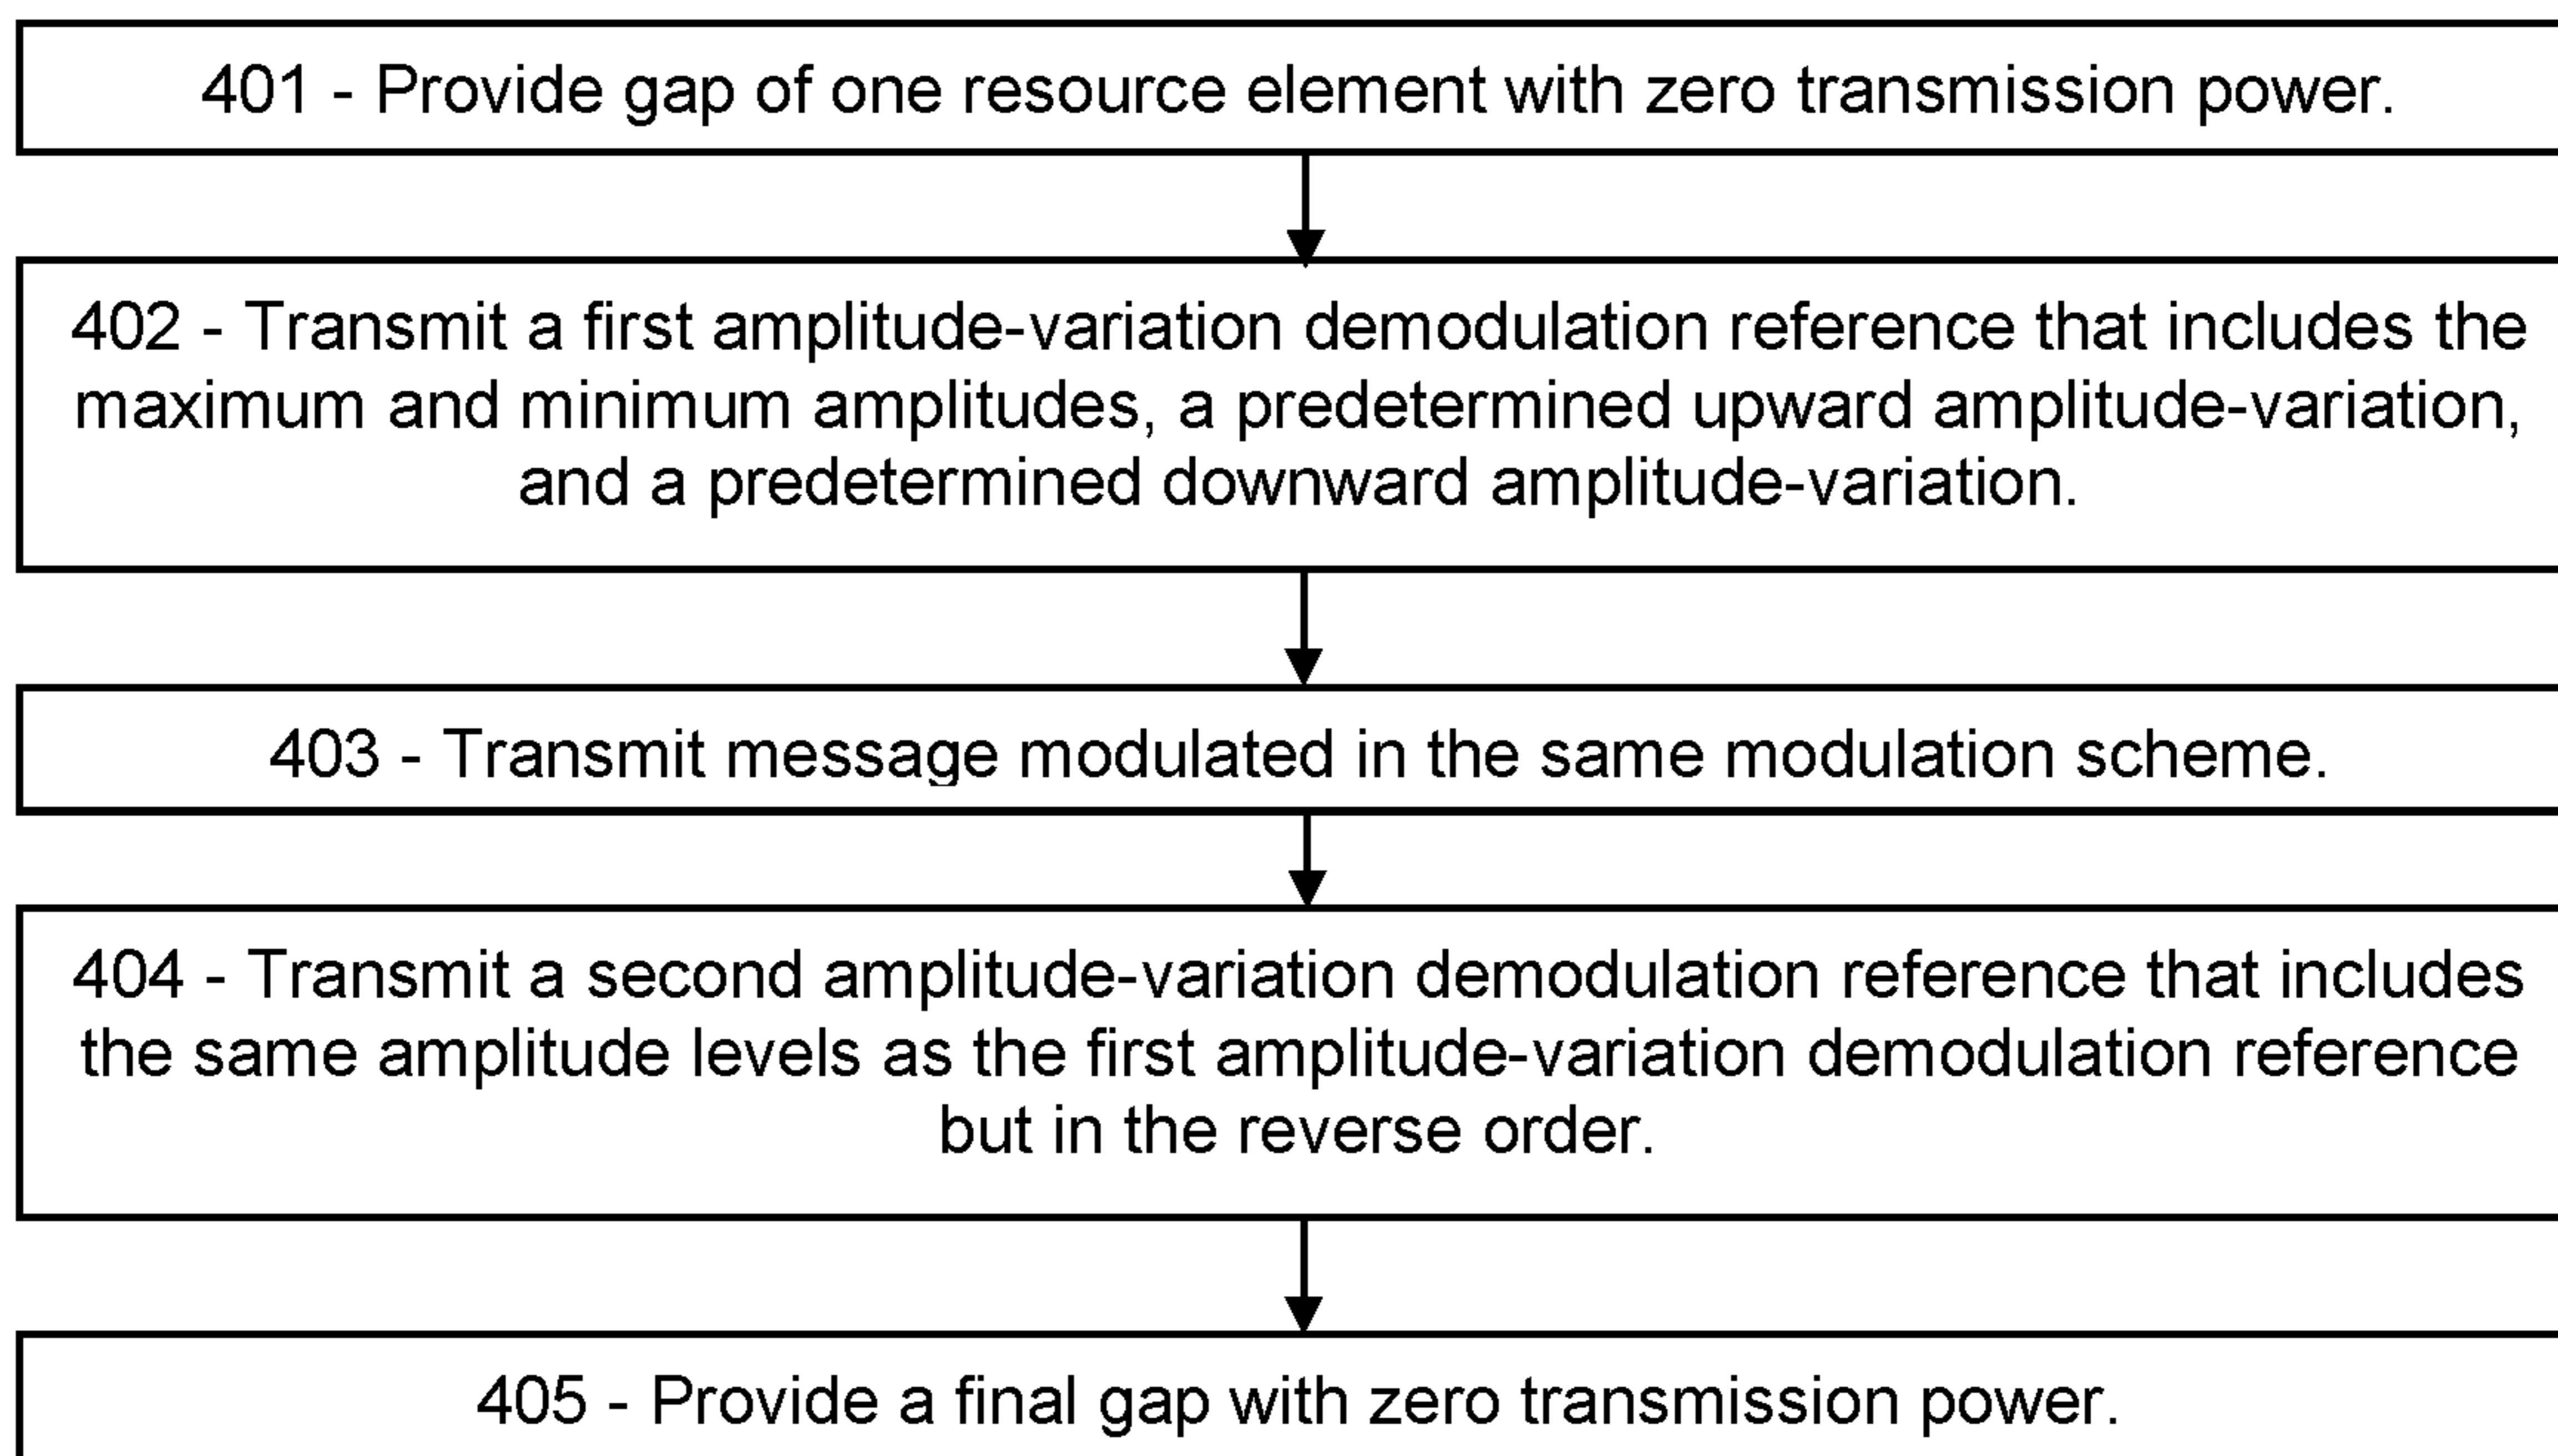 401 - Provide gap of one resource element with zero transmission power.
402 - Transmit a first amplitude-variation demodulation reference that includes the
maximum and minimum amplitudes, a predetermined upward amplitude-variation,
and a predetermined downward amplitude-variation.
403 - Transmit message modulated in the same modulation scheme.
404 - Transmit a second amplitude-variation demodulation reference that includes
the same amplitude levels as the first amplitude-variation demodulation reference
but in the reverse order.
405 - Provide a final gap with zero transmission power.